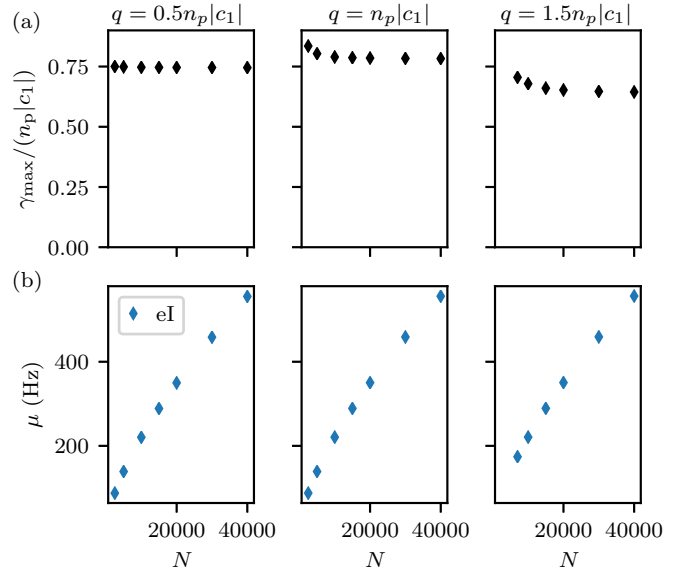 (a)
q = 0.5n_p|c_1|
q = n_p|c_1|
q = 1.5n_p|c_1|
γ_max/(n_p|c_1|)
0.75
0.50
0.25
0.00
(b)
eI
μ (Hz)
400
200
20000 40000
20000 40000
20000 40000
N
N
N